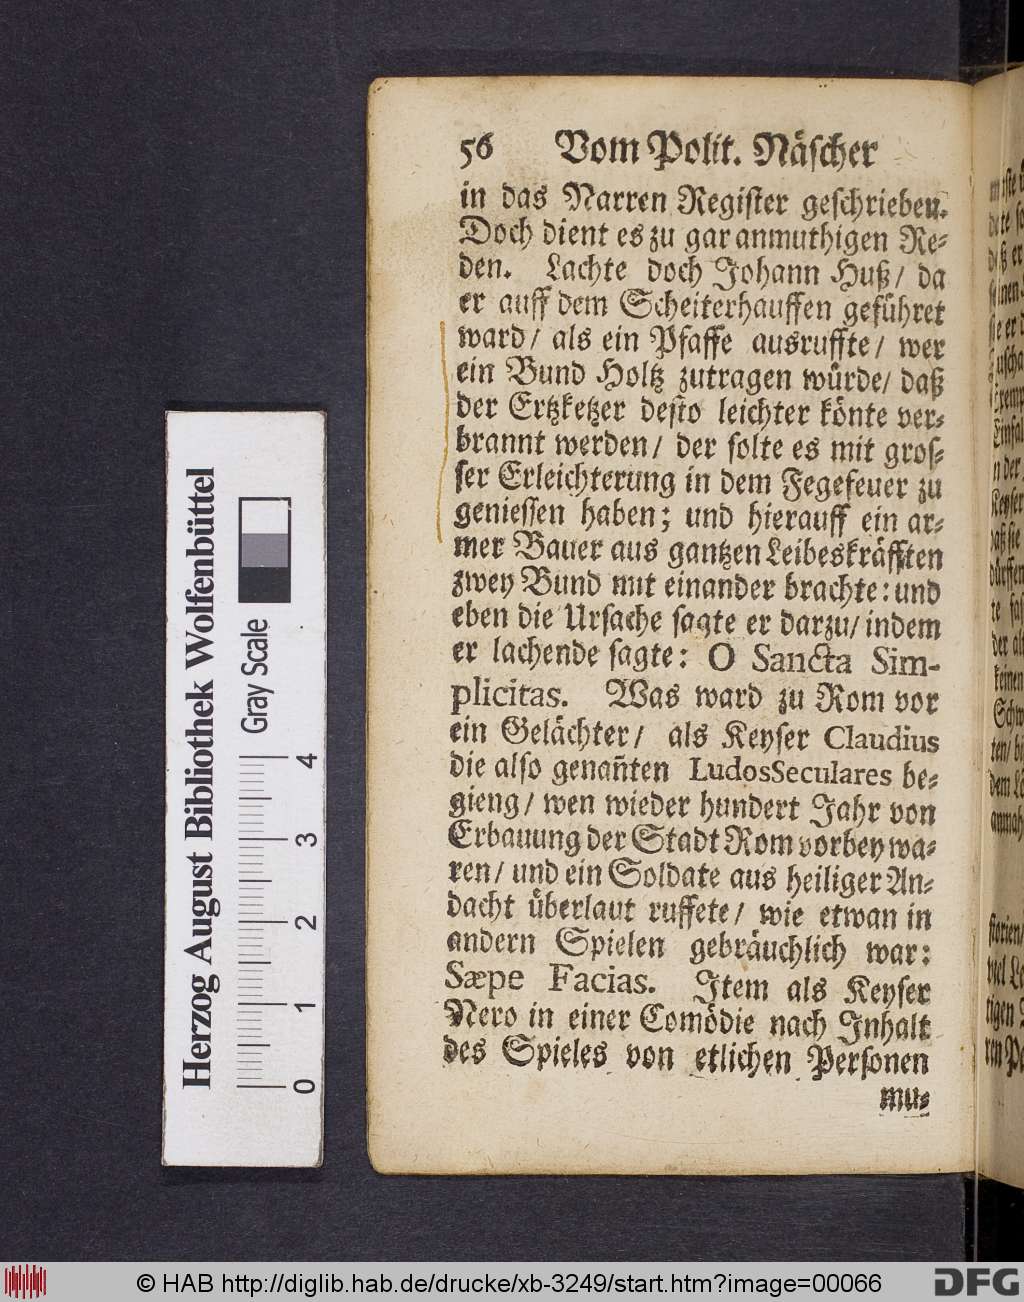 56 Vom Polit. Näscher
in das Narren Register geschrieben.
Doch dient es zu gar anmuthigen Re-
den. Lachte doch Johann Huß/ da
er auff dem Scheiterhauffen geführet
ward/ als ein Pfaffe ausruffte/ wer
ein Bund Holtz zutragen würde/ daß
der Ertzketzer desto leichter könte ver-
brannt werden/ der solte es mit gros-
ser Erleichterung in dem Fegefeuer zu
geniessen haben; und hierauff ein ar-
mer Bauer aus gantzen Leibeskräfften
zwey Bund mit einander brachte: und
eben die Ursache sagte er darzu/ indem
er lachende sagte: O Sancta Sim-
plicitas. Was ward zu Rom vor
ein Gelächter/ als Keyser Claudius
die also genañten Ludos Seculares be-
gieng/ wen wieder hundert Jahr von
Erbauung der Stadt Rom vorbey wa-
ren/ und ein Soldate aus heiliger An-
dacht überlaut ruffete/ wie etwan in
andern Spielen gebräuchlich war:
Sæpe Facias. Item als Keyser
Nero in einer Comödie nach Inhalt
des Spieles von etlichen Personen
mu-
Herzog August Bibliothek Wolfenbüttel
Gray Scale
0 1 2 3 4
© HAB http://diglib.hab.de/drucke/xb-3249/start.htm?image=00066
DFG